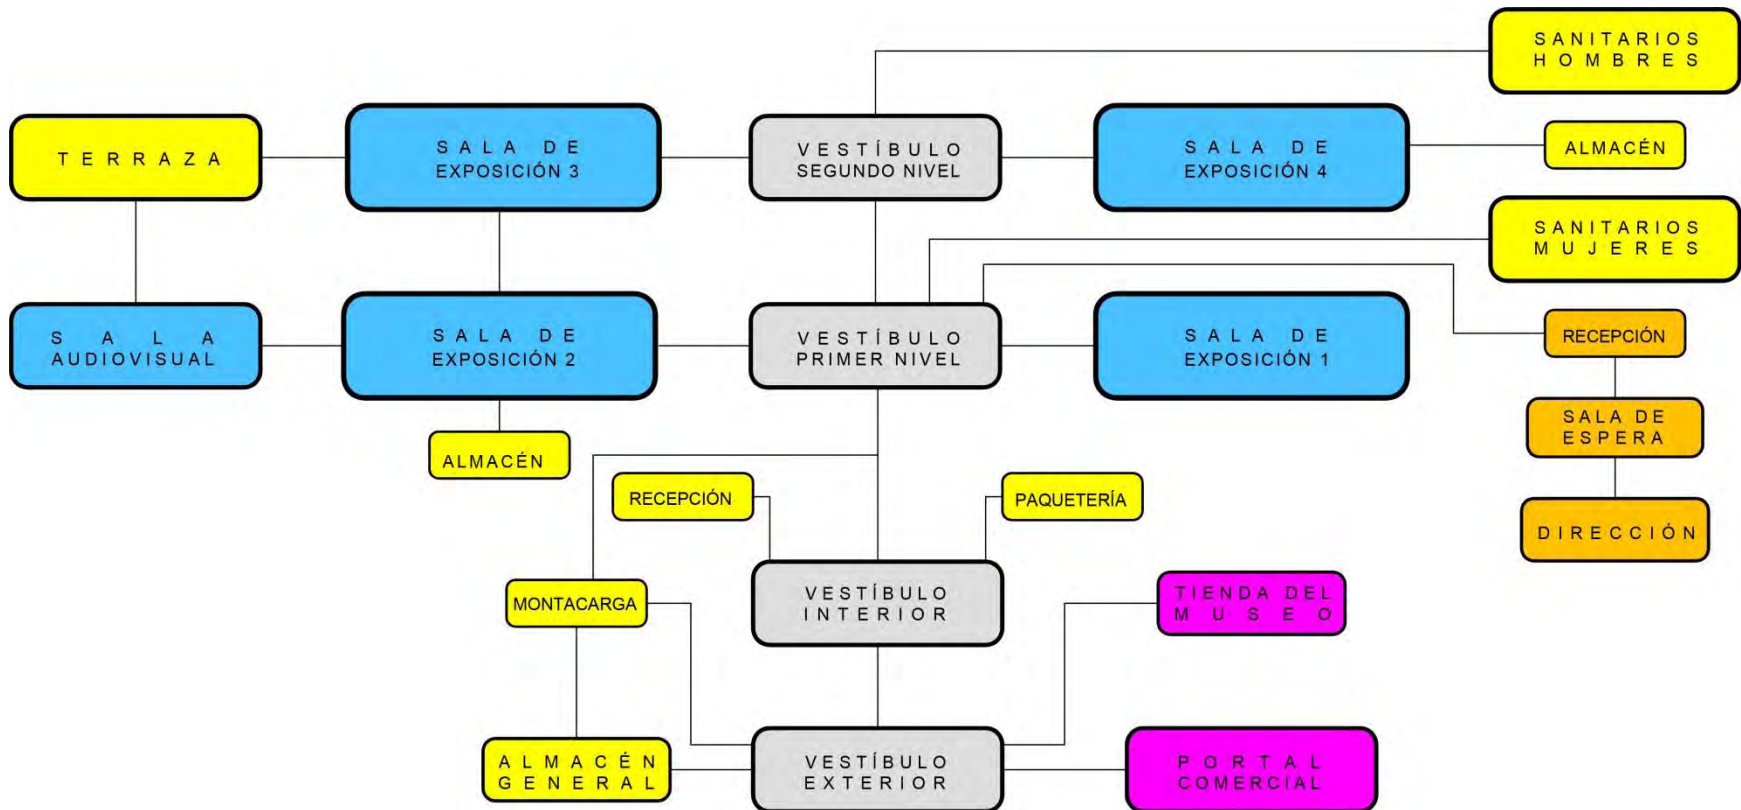 SANITARIOS
HOMBRES
TERRAZA
SALA DE
EXPOSICIÓN 3
VESTÍBULO
SEGUNDO NIVEL
SALA DE
EXPOSICIÓN 4
ALMACÉN
SANITARIOS
MUJERES
SALA
AUDIOVISUAL
SALA DE
EXPOSICIÓN 2
VESTÍBULO
PRIMER NIVEL
SALA DE
EXPOSICIÓN 1
RECEPCIÓN
SALA DE
ESPERA
ALMACÉN
RECEPCIÓN
PAQUETERÍA
DIRECCIÓN
MONTACARGA
VESTÍBULO
INTERIOR
TIENDA DEL
MUSEO
ALMACÉN
GENERAL
VESTÍBULO
EXTERIOR
PORTAL
COMERCIAL